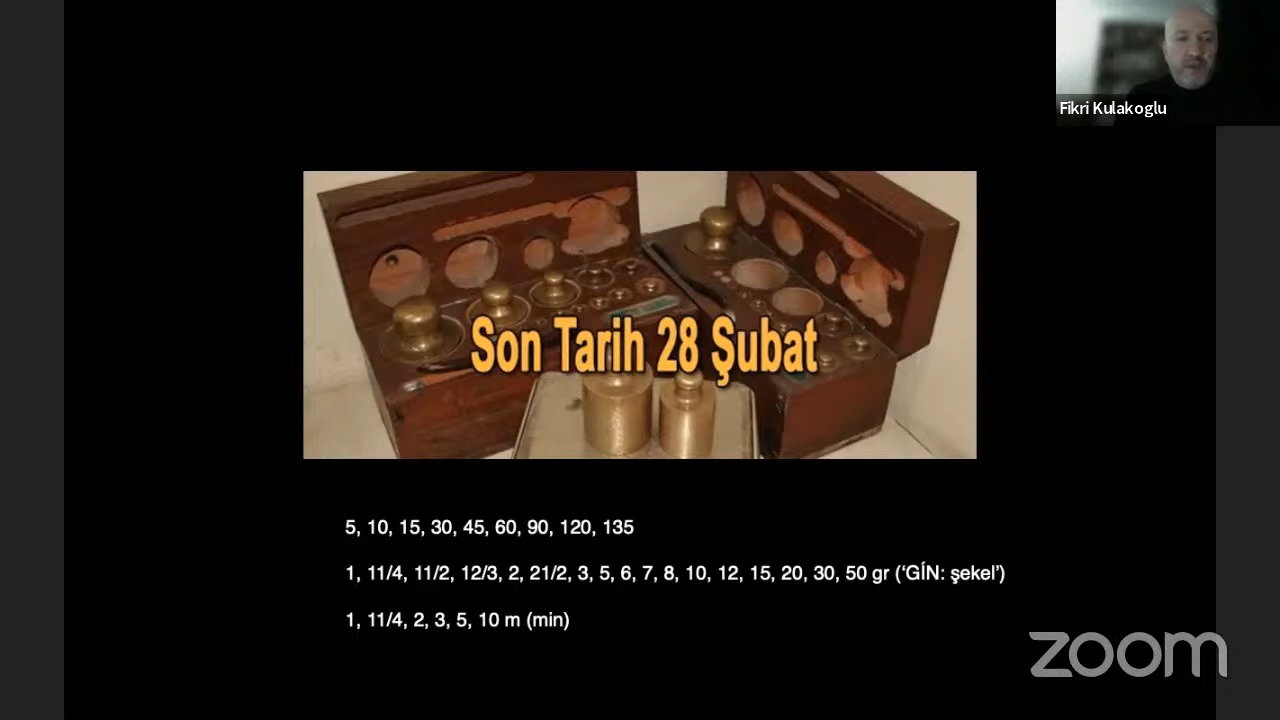 Fikri Kulakoglu
Son Tarih 28 Şubat
5, 10, 15, 30, 45, 60, 90, 120, 135
1, 11/4, 11/2, 12/3, 2, 21/2, 3, 5, 6, 7, 8, 10, 12, 15, 20, 30, 50 gr (‘GÍN: şekel’)
1, 11/4, 2, 3, 5, 10 m (min)
zoom